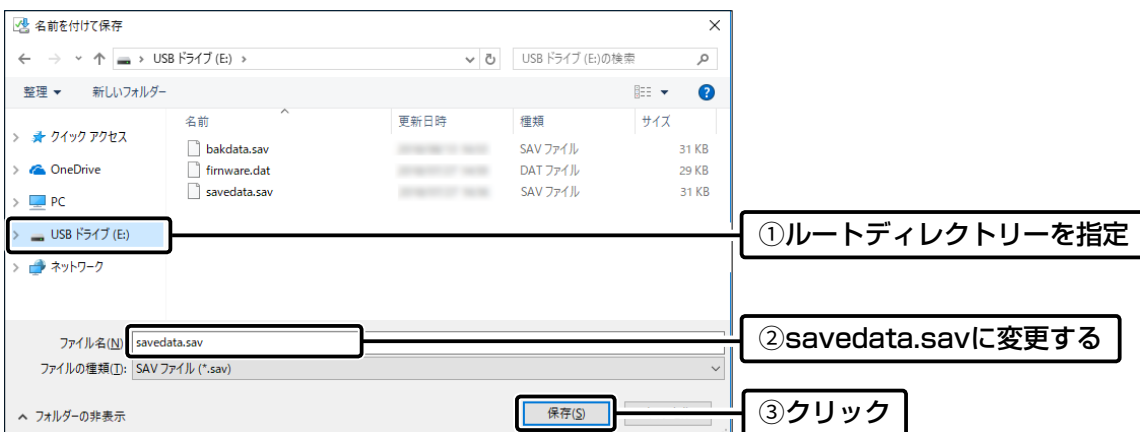 名前を付けて保存
USB ドライブ (E:)
USB ドライブ (E:)の検索
整理 新しいフォルダー
名前 更新日時 種類 サイズ
クイック アクセス
bakdata.sav SAV ファイル 31 KB
OneDrive
firnware.dat DAT ファイル 29 KB
savedata.sav SAV ファイル 31 KB
PC
USB ドライブ (E:)
①ルートディレクトリーを指定
ネットワーク
ファイル名(N) savedata.sav
②savedata.savに変更する
ファイルの種類(T): SAV ファイル (*.sav)
フォルダーの非表示
保存(S)
③クリック